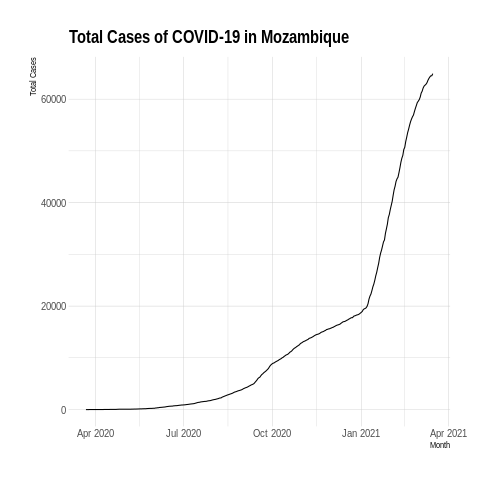 Total Cases of COVID-19 in Mozambique
Total Cases
60000
40000
20000
0
Apr 2020 Jul 2020 Oct 2020 Jan 2021 Apr 2021
Month